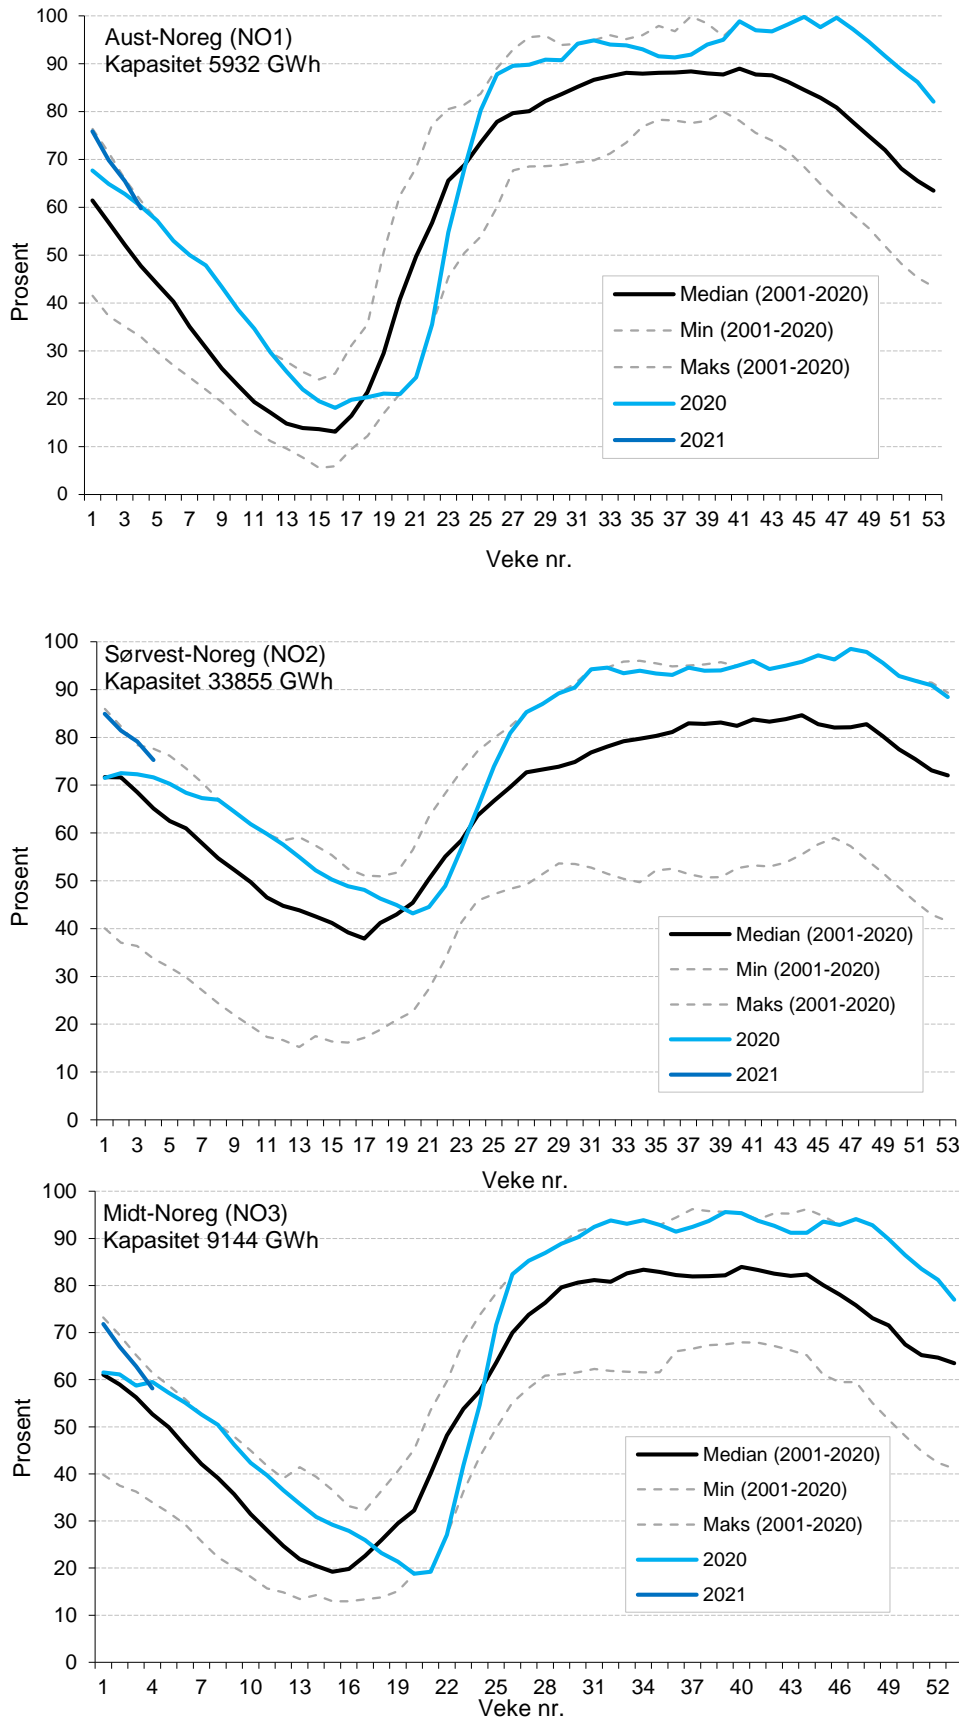 Aust-Noreg (NO1)
Kapasitet 5932 GWh
Prosent
100
90
80
70
60
50
40
30
20
10
0
Median (2001-2020)
Min (2001-2020)
Maks (2001-2020)
2020
2021
1 3 5 7 9 11 13 15 17 19 21 23 25 27 29 31 33 35 37 39 41 43 45 47 49 51 53
Veke nr.
Sørvest-Noreg (NO2)
Kapasitet 33855 GWh
Prosent
100
90
80
70
60
50
40
30
20
10
0
Median (2001-2020)
Min (2001-2020)
Maks (2001-2020)
2020
2021
1 3 5 7 9 11 13 15 17 19 21 23 25 27 29 31 33 35 37 39 41 43 45 47 49 51 53
Veke nr.
Midt-Noreg (NO3)
Kapasitet 9144 GWh
Prosent
100
90
80
70
60
50
40
30
20
10
0
Median (2001-2020)
Min (2001-2020)
Maks (2001-2020)
2020
2021
1 4 7 10 13 16 19 22 25 28 31 34 37 40 43 46 49 52
Veke nr.